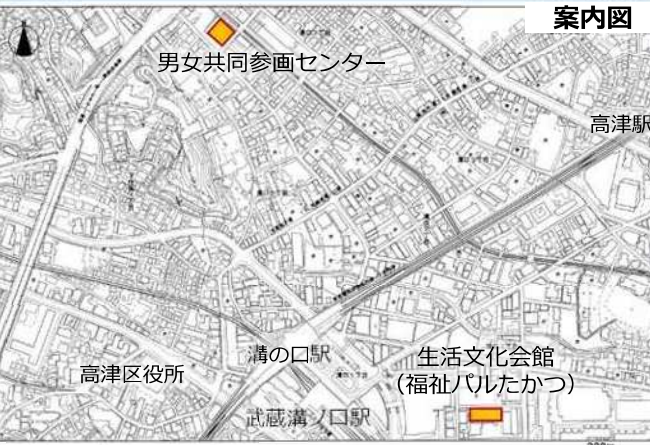 案内図
男女共同参画センター
高津駅
溝の口駅
生活文化会館
（福祉パルたかつ）
高津区役所
武蔵溝ノ口駅